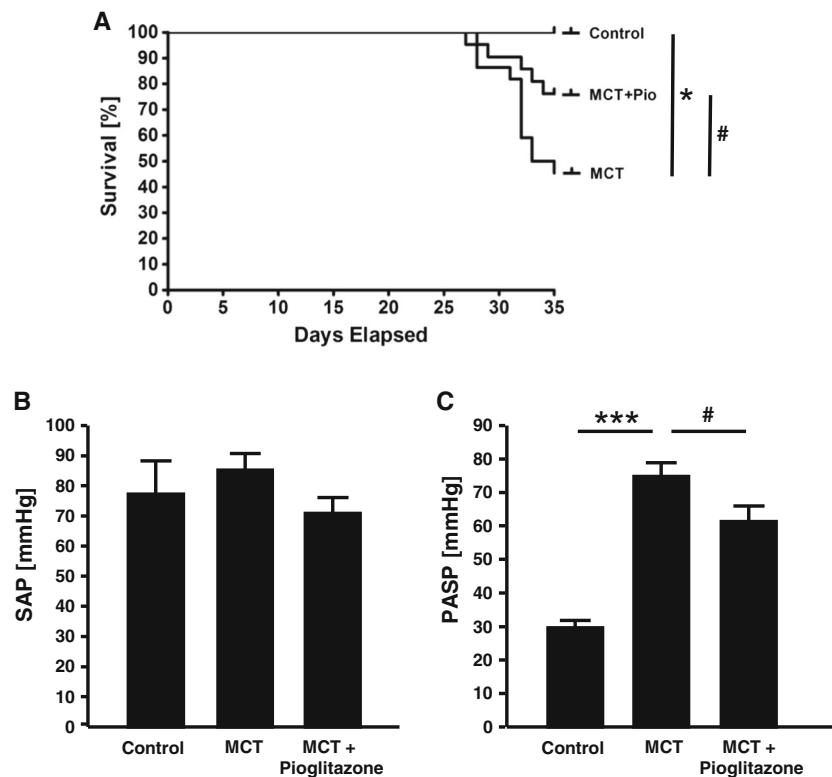 A
100
90
80
70
60
50
40
30
20
10
0
Survival [%]
0 5 10 15 20 25 30 35
Days Elapsed
Control
MCT+Pio
MCT
*
#
B
100
90
80
70
60
50
40
30
20
10
0
SAP [mmHg]
Control MCT MCT +
Pioglitazone
C
90
80
70
60
50
40
30
20
10
0
PASP [mmHg]
*** #
Control MCT MCT +
Pioglitazone